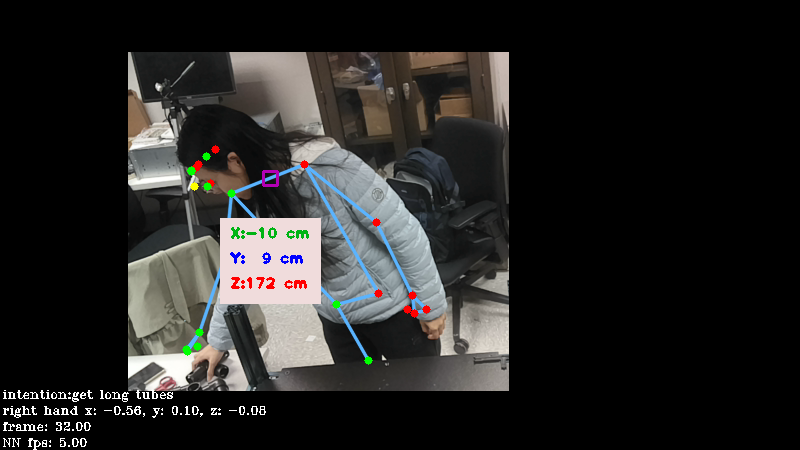 X:-10 cm
Y: 9 cm
Z:172 cm
intention:get long tubes
right hand x: -0.56, y: 0.10, z: -0.08
frame: 32.00
NN fps: 5.00